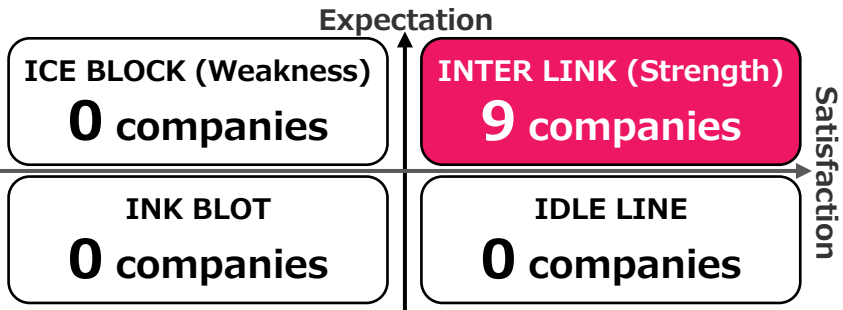 Expectation
ICE BLOCK (Weakness)
0 companies
INTER LINK (Strength)
9 companies
Satisfaction
INK BLOT
0 companies
IDLE LINE
0 companies